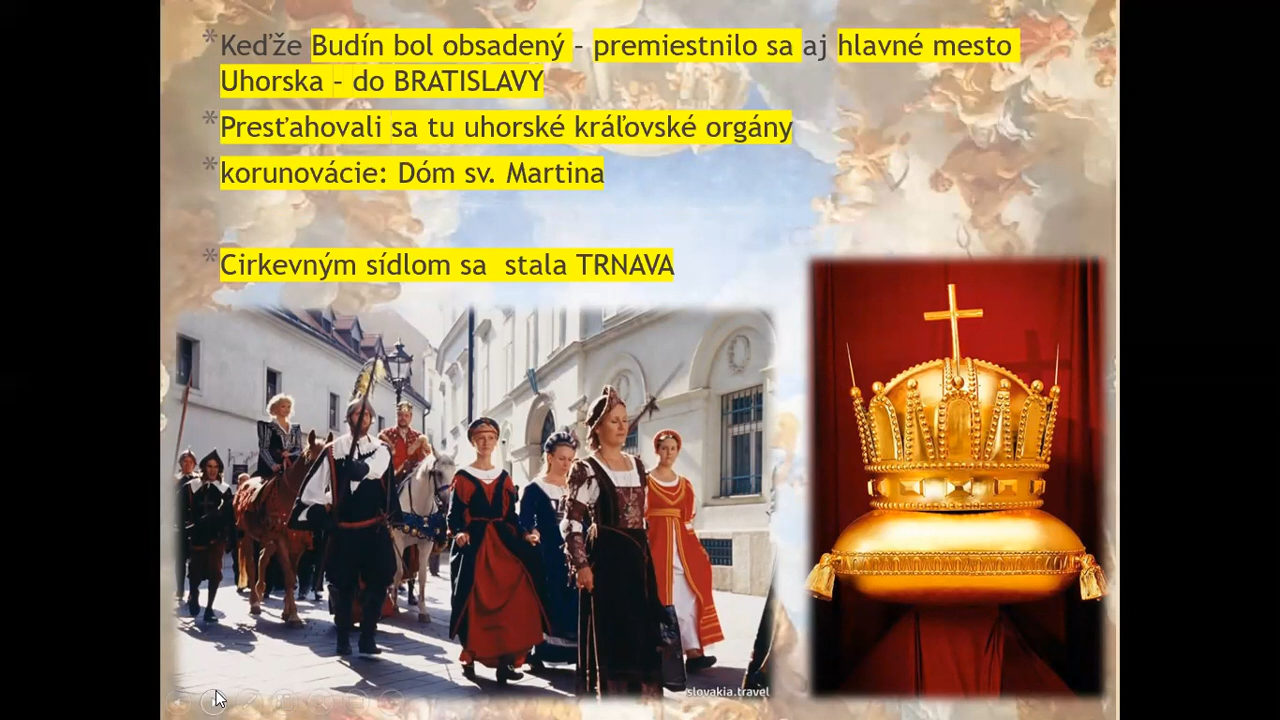 *Keďže Budín bol obsadený – premiestnilo sa aj hlavné mesto
Uhorska – do BRATISLAVY
*Presťahovali sa tu uhorské kráľovské orgány
*korunovácie: Dóm sv. Martina
*Cirkevným sídlom sa  stala TRNAVA
slovakia.travel